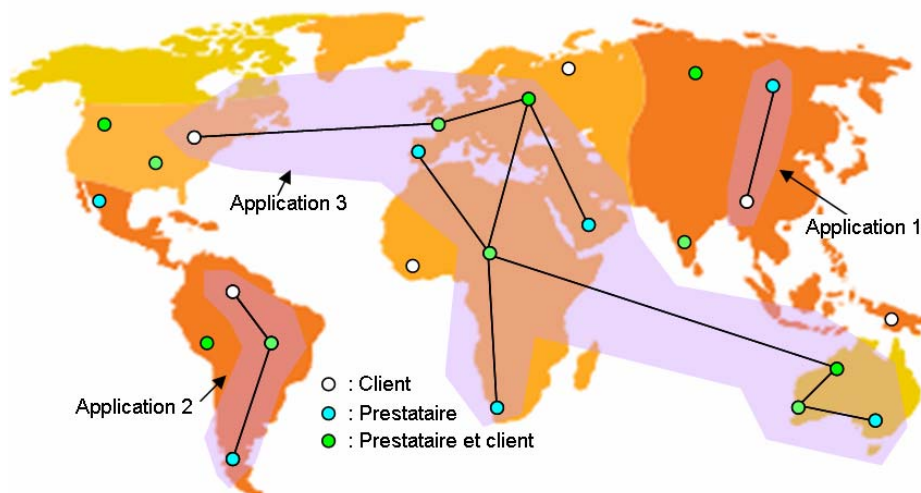 Application 3
Application 1
Application 2
: Client
: Prestataire
: Prestataire et client